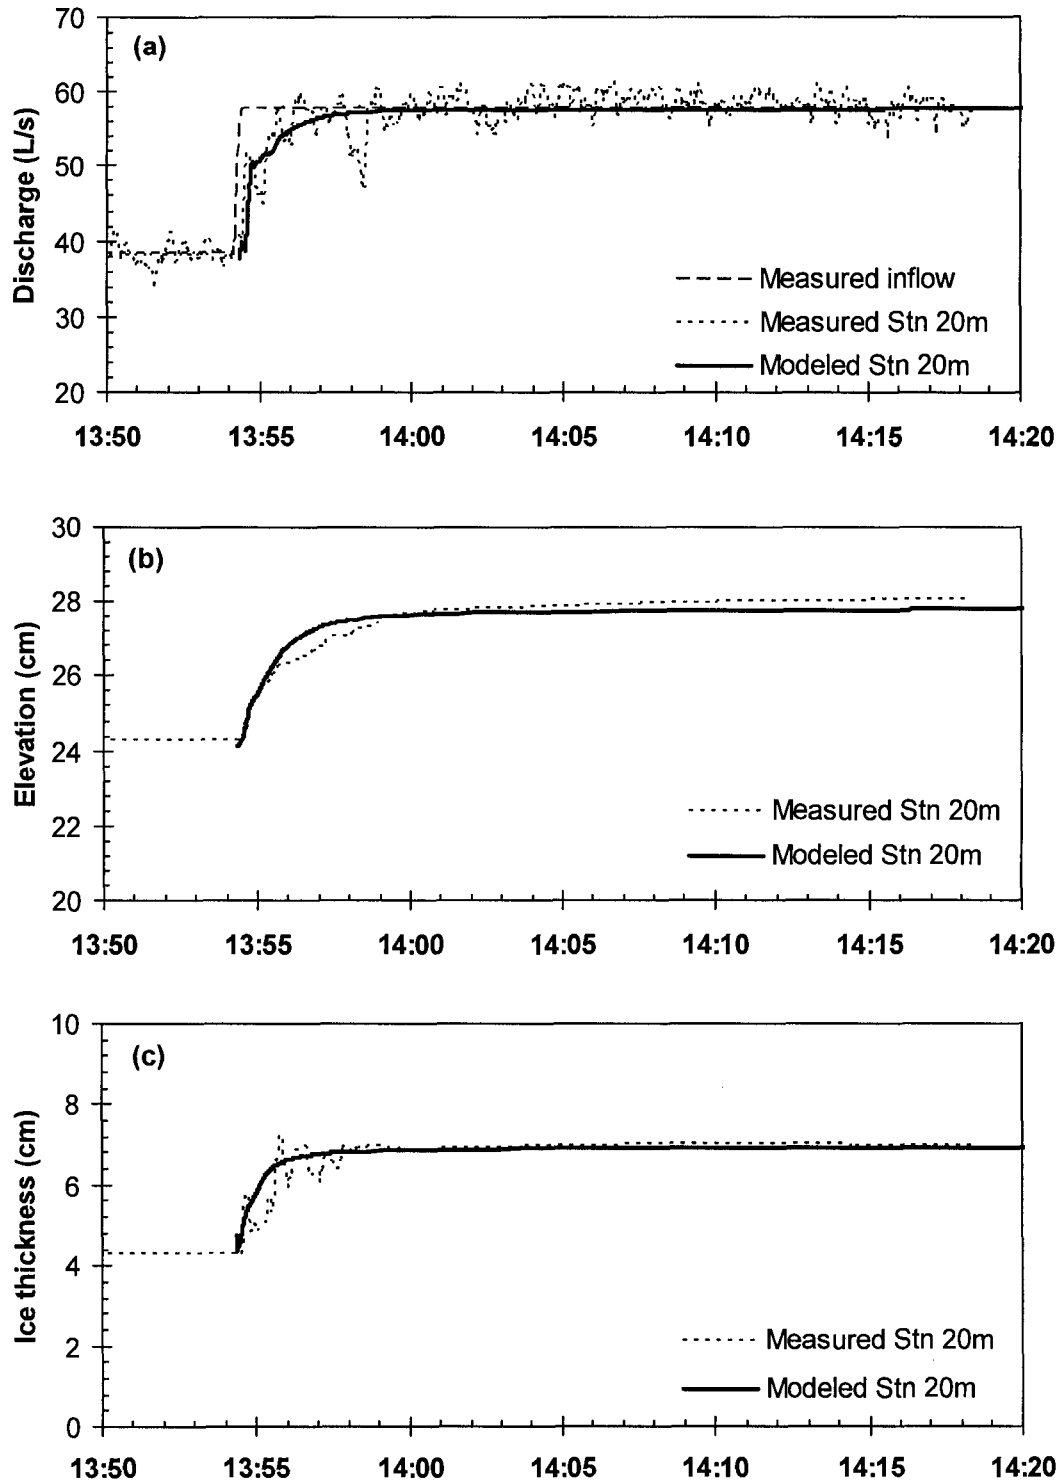 70
(a)
60
50
40
30
20
Discharge (L/s)
Measured inflow
Measured Stn 20m
Modeled Stn 20m
13:50 13:55 14:00 14:05 14:10 14:15 14:20
30
(b)
28
26
24
22
20
Elevation (cm)
Measured Stn 20m
Modeled Stn 20m
13:50 13:55 14:00 14:05 14:10 14:15 14:20
10
(c)
8
6
4
2
0
Ice thickness (cm)
Measured Stn 20m
Modeled Stn 20m
13:50 13:55 14:00 14:05 14:10 14:15 14:20